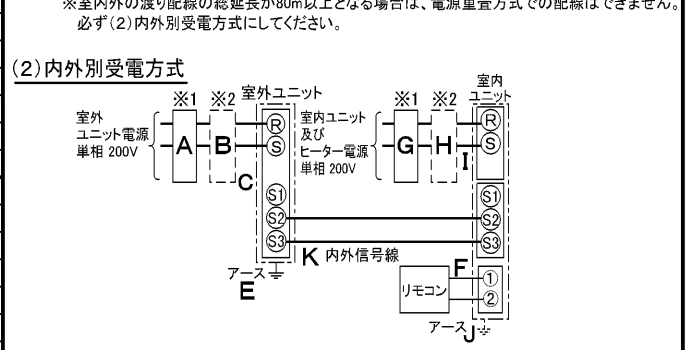 ※室内外の渡り配線の総延長が80m以上となる場合は、電源重畳方式での配線はできません。
必ず(2)内外別受電方式にしてください。
(2)内外別受電方式
※1 ※2 室外ユニット
室外
ユニット電源
単相 200V
A B
R
S
C
S1
S2
S3
アース
E
K 内外信号線
※1 ※2
室内
ユニット
室内ユニット
及び
ヒーター電源
単相 200V
G H
R
S
I
S1
S2
S3
F
リモコン
①
②
アース J